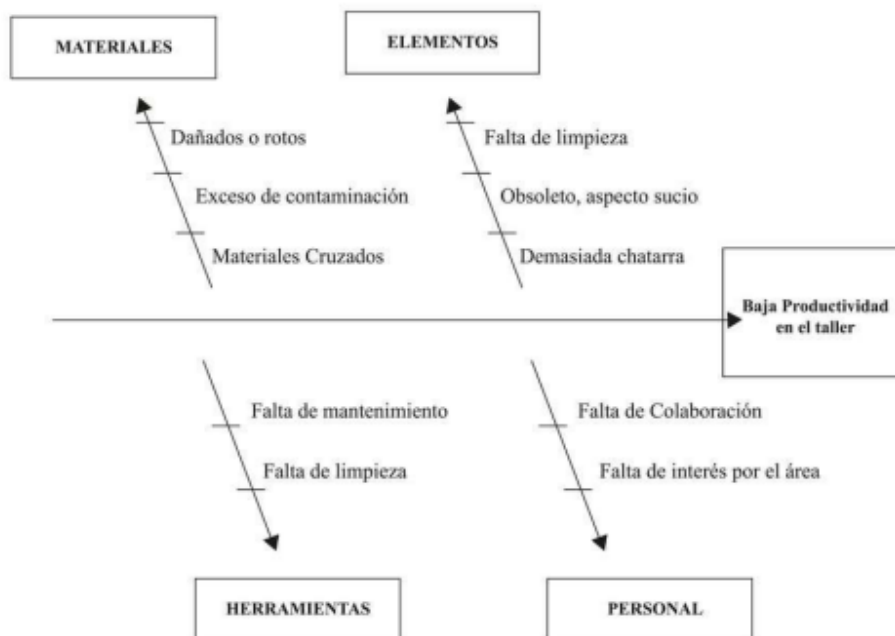 MATERIALES
ELEMENTOS
Dañados o rotos
Exceso de contaminación
Materiales Cruzados
Falta de limpieza
Obsoleto, aspecto sucio
Demasiada chatarra
Baja Productividad
en el taller
Falta de mantenimiento
Falta de limpieza
Falta de Colaboración
Falta de interés por el área
HERRAMIENTAS
PERSONAL